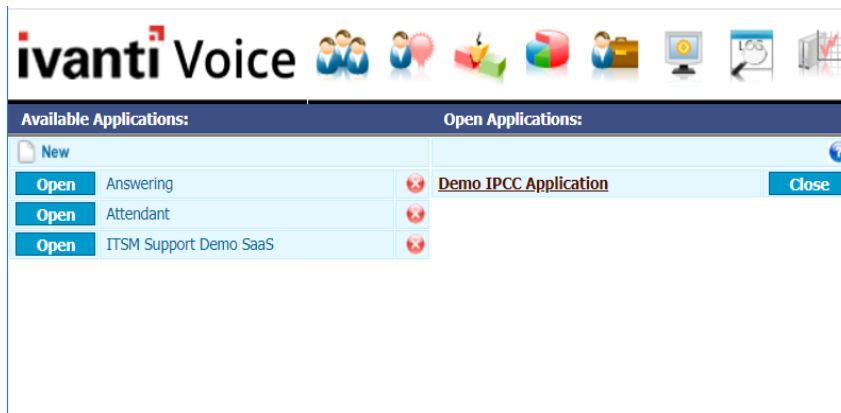 ivanti Voice
LOG
Available Applications:
Open Applications:
New
?
Open Answering
Demo IPCC Application
Close
Open Attendant
Open ITSM Support Demo SaaS